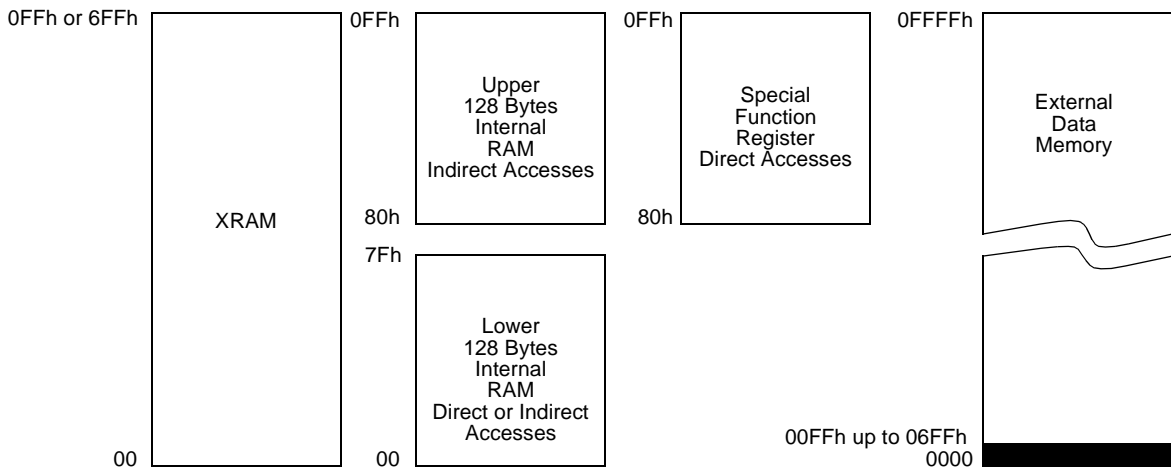 0FFh or 6FFh
XRAM
00
0FFh
Upper
128 Bytes
Internal
RAM
Indirect Accesses
80h
7Fh
Lower
128 Bytes
Internal
RAM
Direct or Indirect
Accesses
00
0FFh
Special
Function
Register
Direct Accesses
80h
0FFFFh
External
Data
Memory
00FFh up to 06FFh
0000